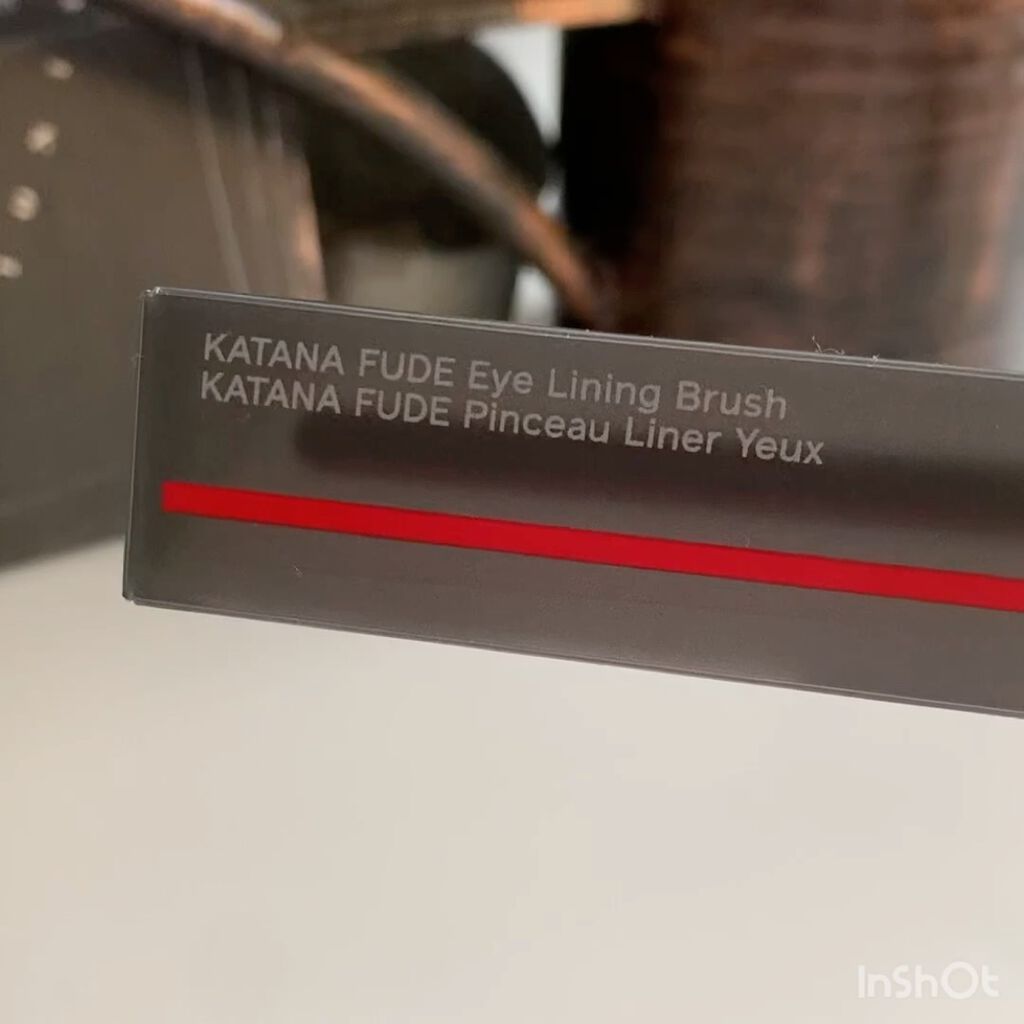 KATANA FUDE Eye Lining Brush
KATANA FUDE Pinceau Liner Yeux
InShOt